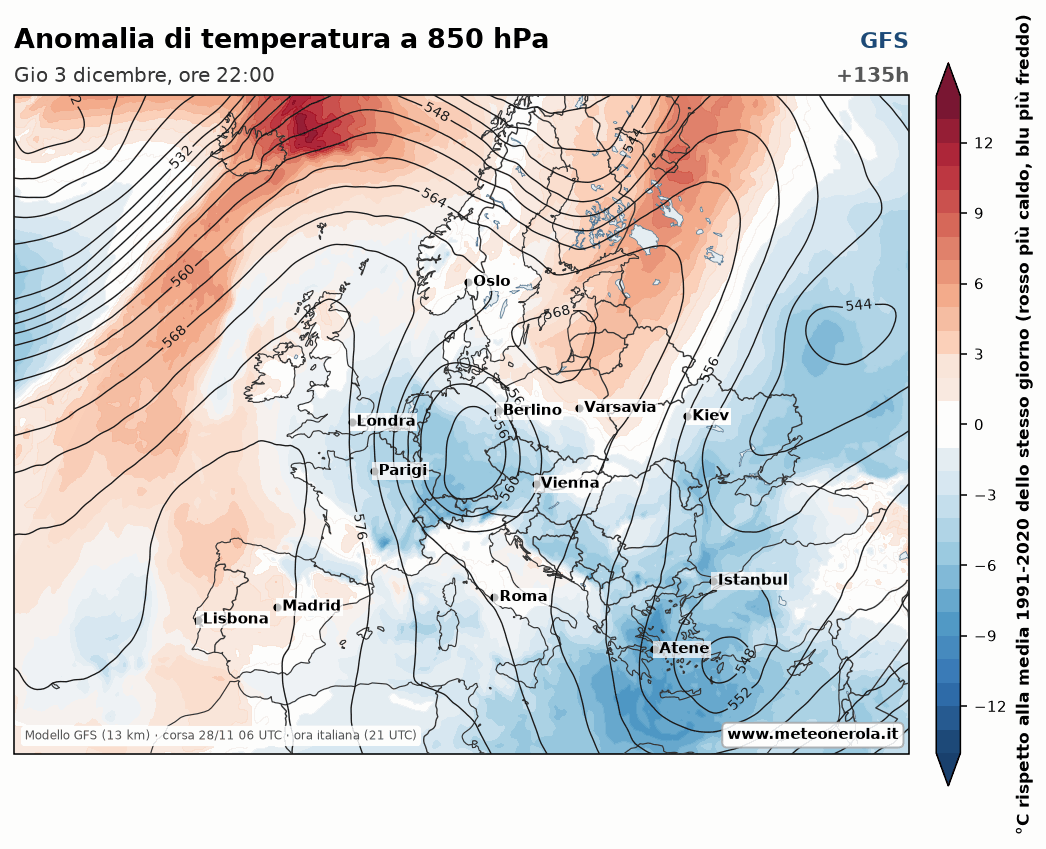 Anomalia di temperatura a 850 hPa
GFS
Gio 3 dicembre, ore 22:00
+135h
548
532
544
564
560
568
568
544
556
576
560
548
552
Oslo
Londra
Berlino
Varsavia
Kiev
Parigi
Vienna
Istanbul
Roma
Madrid
Lisbona
Atene
Modello GFS (13 km) · corsa 28/11 06 UTC · ora italiana (21 UTC)
www.meteonerola.it
12
9
6
3
0
−3
−6
−9
−12
°C rispetto alla media 1991-2020 dello stesso giorno (rosso più caldo, blu più freddo)